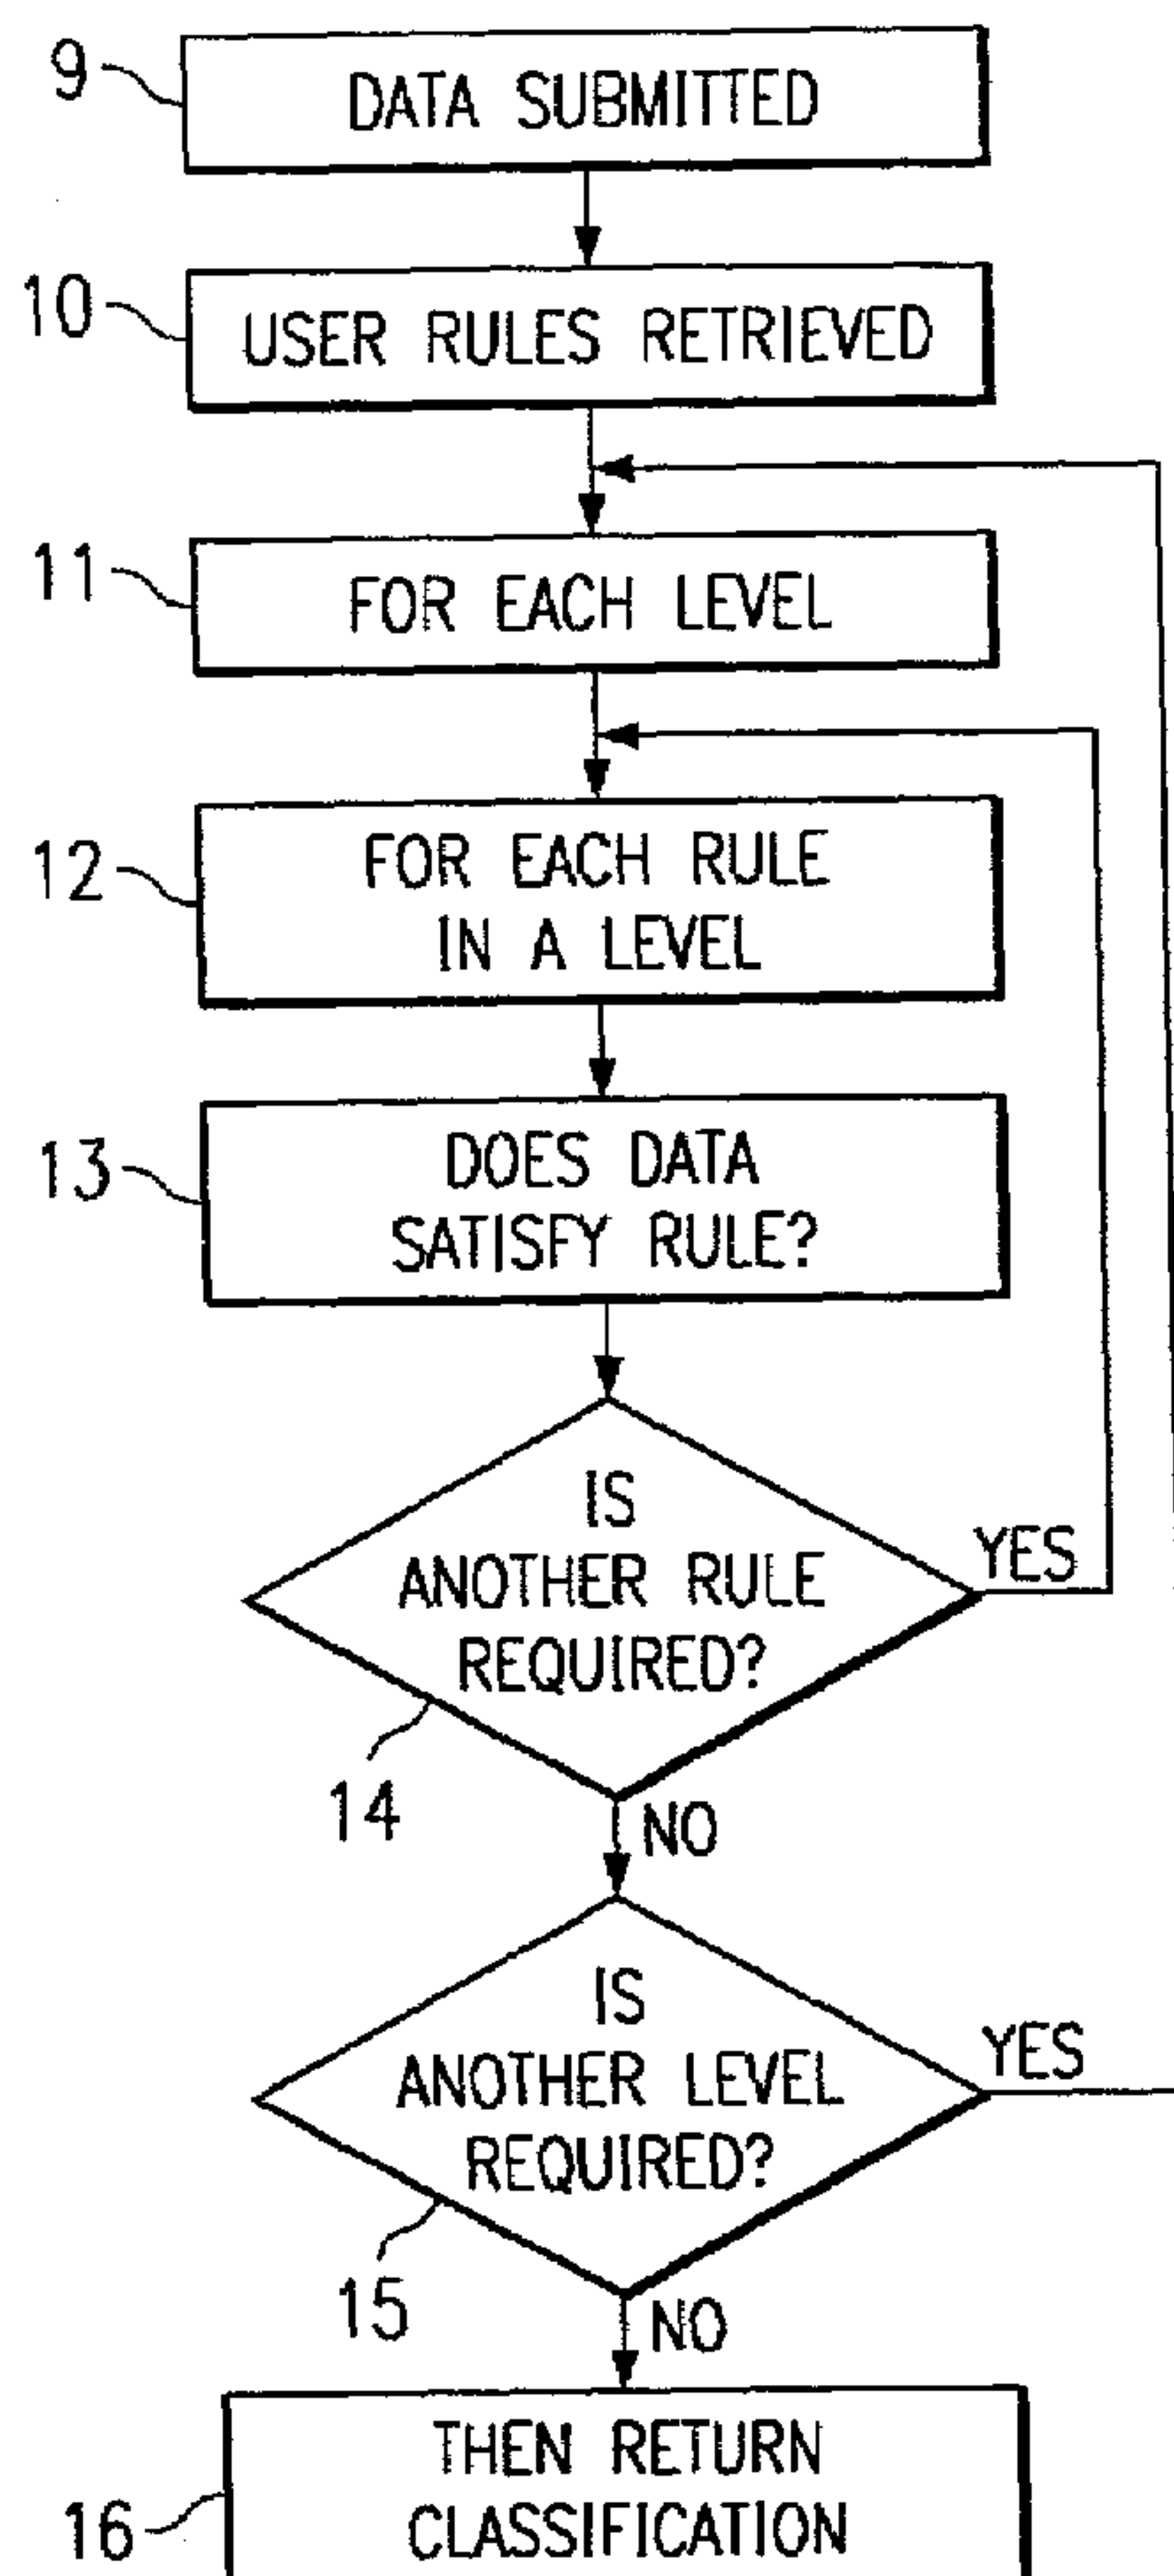 9
DATA SUBMITTED
10
USER RULES RETRIEVED
11
FOR EACH LEVEL
12
FOR EACH RULE
IN A LEVEL
13
DOES DATA
SATISFY RULE?
IS
ANOTHER RULE
REQUIRED?
YES
14
NO
IS
ANOTHER LEVEL
REQUIRED?
YES
15
NO
THEN RETURN
CLASSIFICATION
16